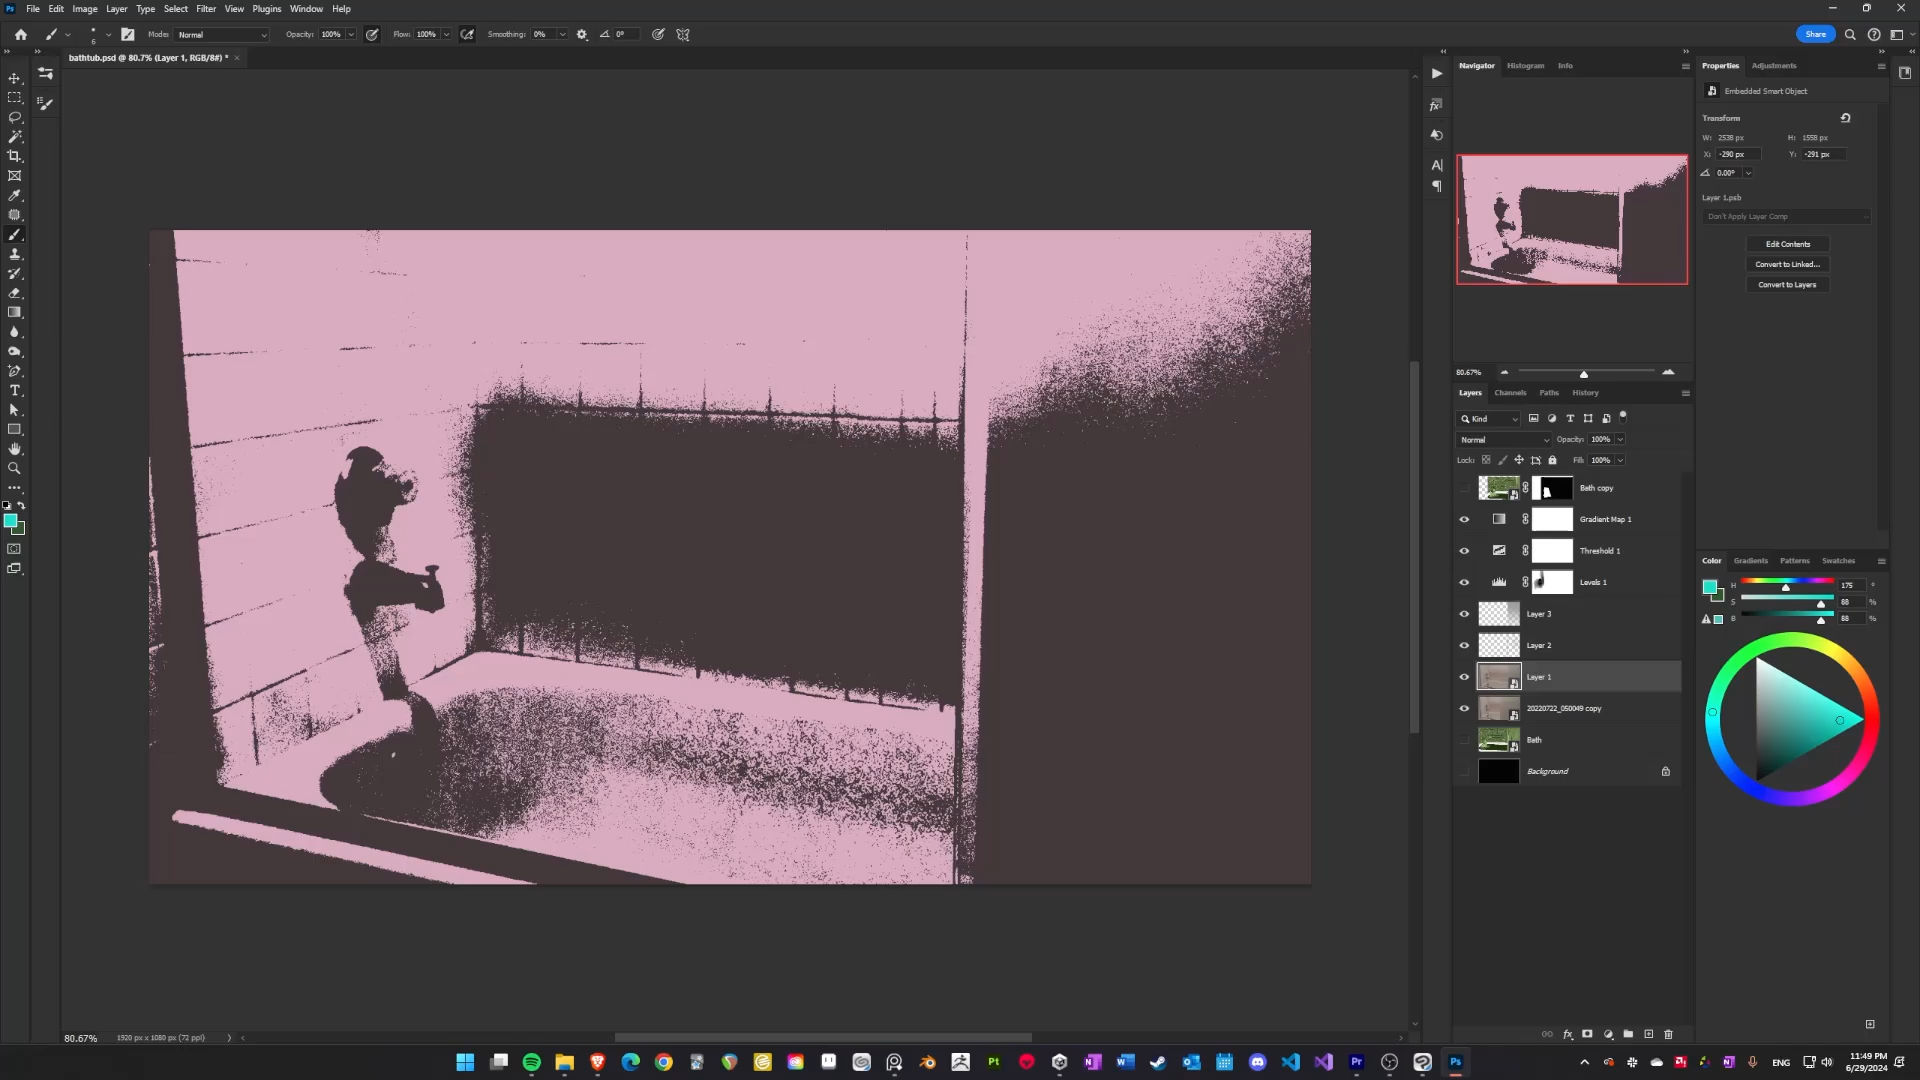 File Edit Image Layer Type Select Filter View Plugins Window Help
6 Mode: Normal Opacity: 100% Flow: 100% Smoothing: 0% 0° Share
bathtub.psd @ 80.7% (Layer 1, RGB/8#) *
Navigator Histogram Info
80.67%
Layers Channels Paths History
Kind
Normal Opacity: 100%
Lock: Fill: 100%
Bath copy
Gradient Map 1
Threshold 1
Levels 1
Layer 3
Layer 2
Layer 1
20220722_050049 copy
Bath
Background
Properties Adjustments
Embedded Smart Object
Transform
W: 2538 px H: 1558 px
X: -290 px Y: -291 px
0.00°
Layer 1.psb
Don't Apply Layer Comp
Edit Contents
Convert to Linked...
Convert to Layers
Color Gradients Patterns Swatches
H 175 °
S 88 %
B 88 %
80.67% 1920 px x 1080 px (72 ppi)
ENG 11:49 PM
6/29/2024